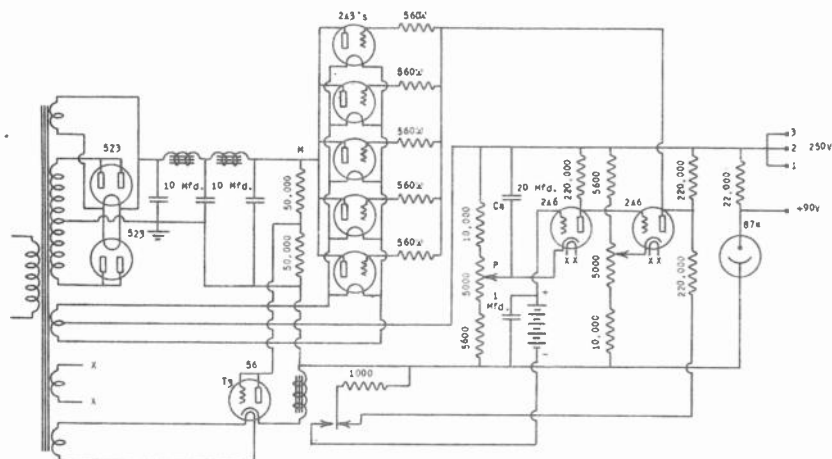 2A3's
560ω
560ω
560ω
560ω
560ω
523
523
10 Mfd.
10 Mfd.
M
50,000
50,000
3
2
1
250V
+90v
20 Mfd.
C4
220,000
5600
220,000
22,000
2A6
2A6
87A
10,000
P
5000
5600
1
Mfd.
+
-
X X
X X
5000
10,000
220,000
X
X
56
T3
1000